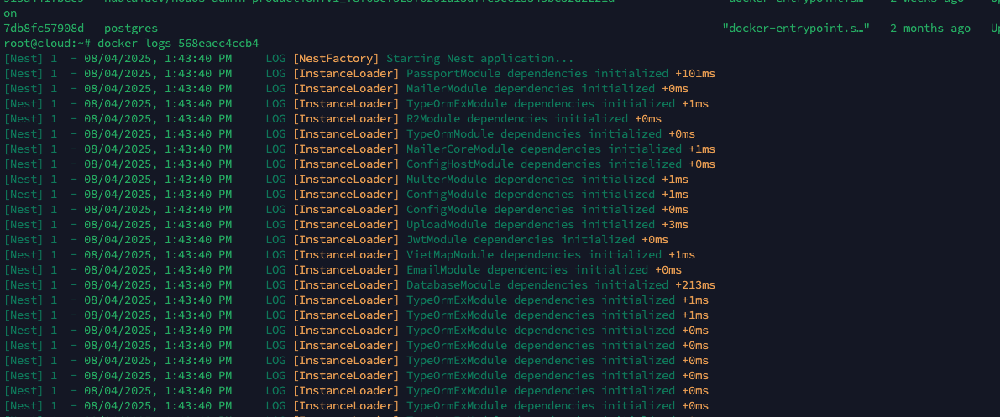 on
7db8fc57908d postgres "docker-entrypoint.s…" 2 months ago
root@cloud:~# docker logs 568eaec4ccb4
[Nest] 1 - 08/04/2025, 1:43:40 PM LOG [NestFactory] Starting Nest application...
[Nest] 1 - 08/04/2025, 1:43:40 PM LOG [InstanceLoader] PassportModule dependencies initialized +101ms
[Nest] 1 - 08/04/2025, 1:43:40 PM LOG [InstanceLoader] MailerModule dependencies initialized +0ms
[Nest] 1 - 08/04/2025, 1:43:40 PM LOG [InstanceLoader] TypeOrmExModule dependencies initialized +1ms
[Nest] 1 - 08/04/2025, 1:43:40 PM LOG [InstanceLoader] R2Module dependencies initialized +0ms
[Nest] 1 - 08/04/2025, 1:43:40 PM LOG [InstanceLoader] TypeOrmModule dependencies initialized +0ms
[Nest] 1 - 08/04/2025, 1:43:40 PM LOG [InstanceLoader] MailerCoreModule dependencies initialized +1ms
[Nest] 1 - 08/04/2025, 1:43:40 PM LOG [InstanceLoader] ConfigHostModule dependencies initialized +0ms
[Nest] 1 - 08/04/2025, 1:43:40 PM LOG [InstanceLoader] MulterModule dependencies initialized +1ms
[Nest] 1 - 08/04/2025, 1:43:40 PM LOG [InstanceLoader] ConfigModule dependencies initialized +1ms
[Nest] 1 - 08/04/2025, 1:43:40 PM LOG [InstanceLoader] ConfigModule dependencies initialized +0ms
[Nest] 1 - 08/04/2025, 1:43:40 PM LOG [InstanceLoader] UploadModule dependencies initialized +3ms
[Nest] 1 - 08/04/2025, 1:43:40 PM LOG [InstanceLoader] JwtModule dependencies initialized +0ms
[Nest] 1 - 08/04/2025, 1:43:40 PM LOG [InstanceLoader] VietMapModule dependencies initialized +1ms
[Nest] 1 - 08/04/2025, 1:43:40 PM LOG [InstanceLoader] EmailModule dependencies initialized +0ms
[Nest] 1 - 08/04/2025, 1:43:40 PM LOG [InstanceLoader] DatabaseModule dependencies initialized +213ms
[Nest] 1 - 08/04/2025, 1:43:40 PM LOG [InstanceLoader] TypeOrmExModule dependencies initialized +1ms
[Nest] 1 - 08/04/2025, 1:43:40 PM LOG [InstanceLoader] TypeOrmExModule dependencies initialized +1ms
[Nest] 1 - 08/04/2025, 1:43:40 PM LOG [InstanceLoader] TypeOrmExModule dependencies initialized +0ms
[Nest] 1 - 08/04/2025, 1:43:40 PM LOG [InstanceLoader] TypeOrmExModule dependencies initialized +0ms
[Nest] 1 - 08/04/2025, 1:43:40 PM LOG [InstanceLoader] TypeOrmExModule dependencies initialized +0ms
[Nest] 1 - 08/04/2025, 1:43:40 PM LOG [InstanceLoader] TypeOrmExModule dependencies initialized +0ms
[Nest] 1 - 08/04/2025, 1:43:40 PM LOG [InstanceLoader] TypeOrmExModule dependencies initialized +0ms
[Nest] 1 - 08/04/2025, 1:43:40 PM LOG [InstanceLoader] TypeOrmExModule dependencies initialized +0ms